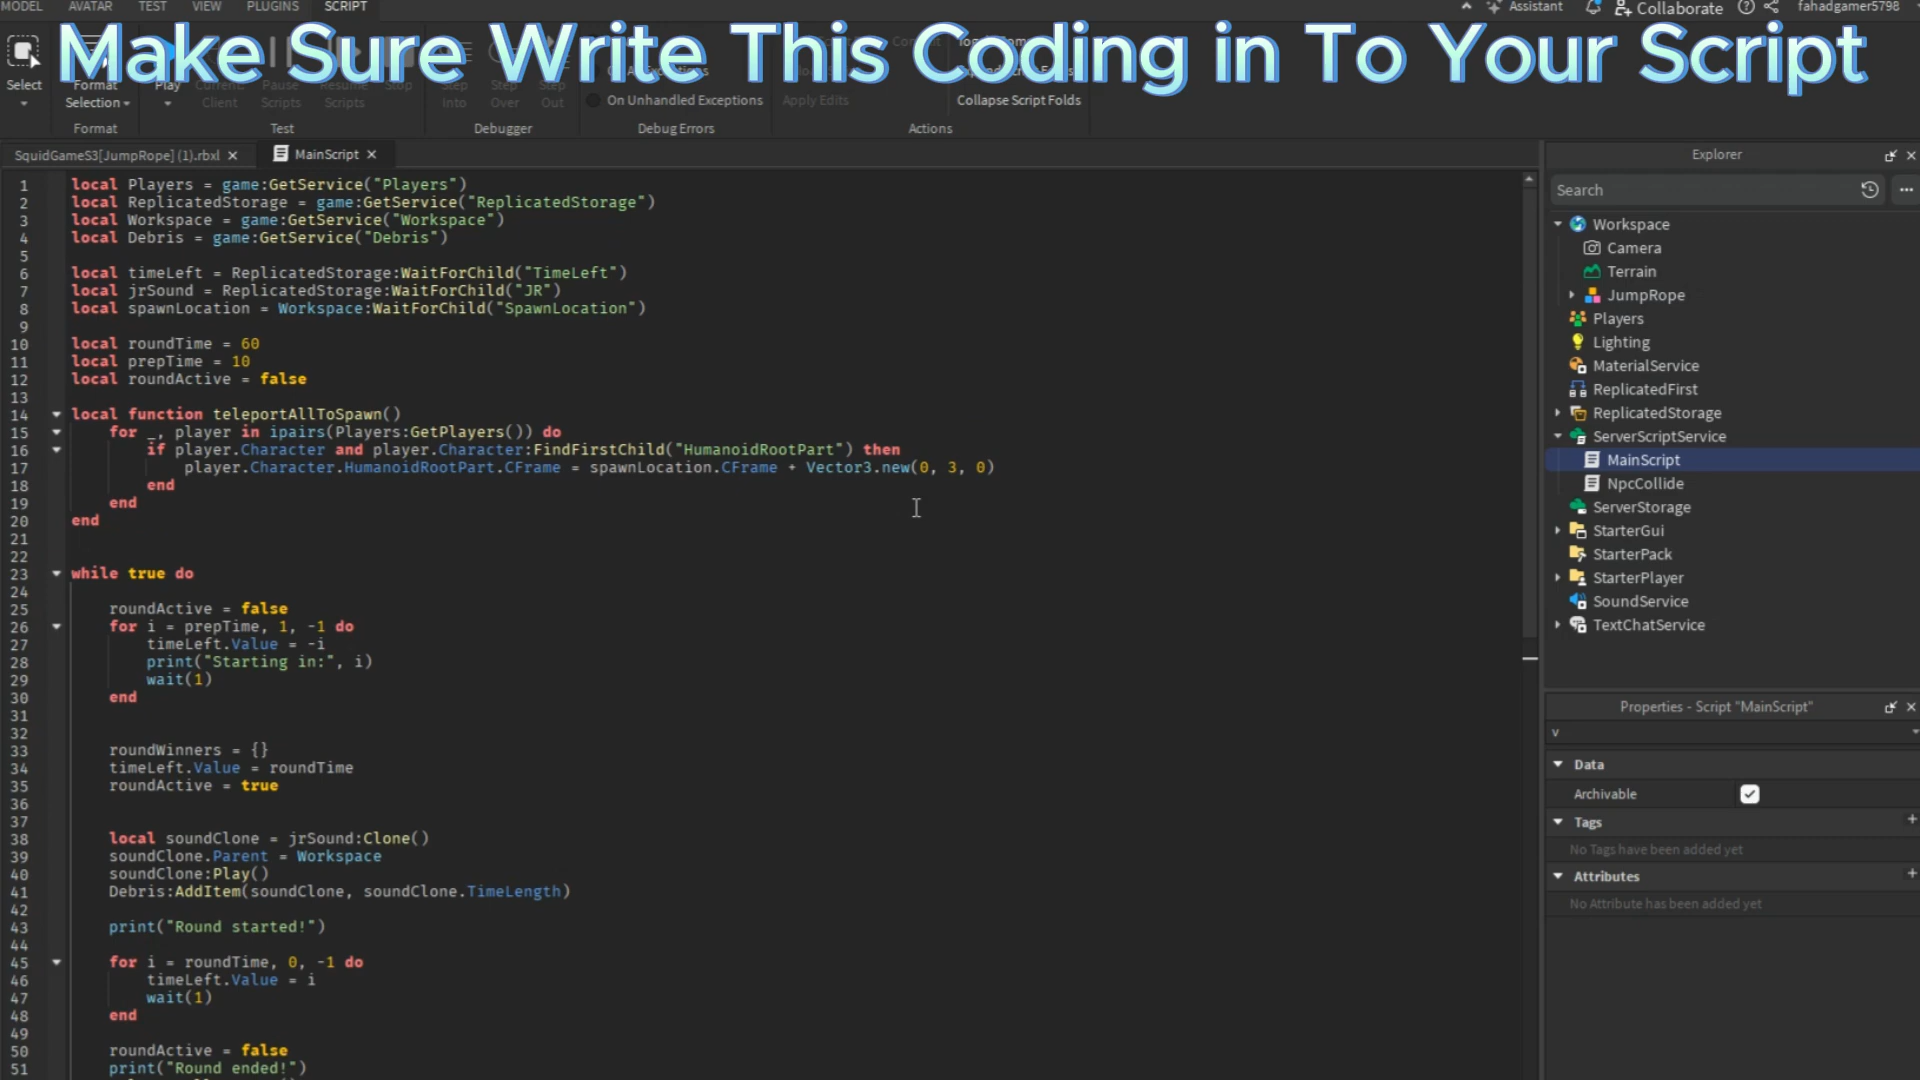 MODEL AVATAR TEST VIEW PLUGINS SCRIPT Assistant Collaborate fahadgamer5798
Make Sure Write This Coding in To Your Script
Select Format Play Pause Stop Step Step Step
Selection Client Scripts Scripts Into Over Out On Unhandled Exceptions Apply Edits Collapse Script Folds
Format Test Debugger Debug Errors Actions
SquidGameS3[JumpRope] (1).rbxl MainScript
1 local Players = game:GetService("Players")
2 local ReplicatedStorage = game:GetService("ReplicatedStorage")
3 local Workspace = game:GetService("Workspace")
4 local Debris = game:GetService("Debris")
5
6 local timeLeft = ReplicatedStorage:WaitForChild("TimeLeft")
7 local jrSound = ReplicatedStorage:WaitForChild("JR")
8 local spawnLocation = Workspace:WaitForChild("SpawnLocation")
9
10 local roundTime = 60
11 local prepTime = 10
12 local roundActive = false
13
14 local function teleportAllToSpawn()
15 for _, player in ipairs(Players:GetPlayers()) do
16 if player.Character and player.Character:FindFirstChild("HumanoidRootPart") then
17 player.Character.HumanoidRootPart.CFrame = spawnLocation.CFrame + Vector3.new(0, 3, 0)
18 end
19 end
20 end
21
22
23 while true do
24
25 roundActive = false
26 for i = prepTime, 1, -1 do
27 timeLeft.Value = -i
28 print("Starting in:", i)
29 wait(1)
30 end
31
32
33 roundWinners = {}
34 timeLeft.Value = roundTime
35 roundActive = true
36
37
38 local soundClone = jrSound:Clone()
39 soundClone.Parent = Workspace
40 soundClone:Play()
41 Debris:AddItem(soundClone, soundClone.TimeLength)
42
43 print("Round started!")
44
45 for i = roundTime, 0, -1 do
46 timeLeft.Value = i
47 wait(1)
48 end
49
50 roundActive = false
51 print("Round ended!")
Explorer
Search
Workspace
Camera
Terrain
JumpRope
Players
Lighting
MaterialService
ReplicatedFirst
ReplicatedStorage
ServerScriptService
MainScript
NpcCollide
ServerStorage
StarterGui
StarterPack
StarterPlayer
SoundService
TextChatService
Properties - Script "MainScript"
v
Data
Archivable
Tags
No Tags have been added yet
Attributes
No Attribute has been added yet